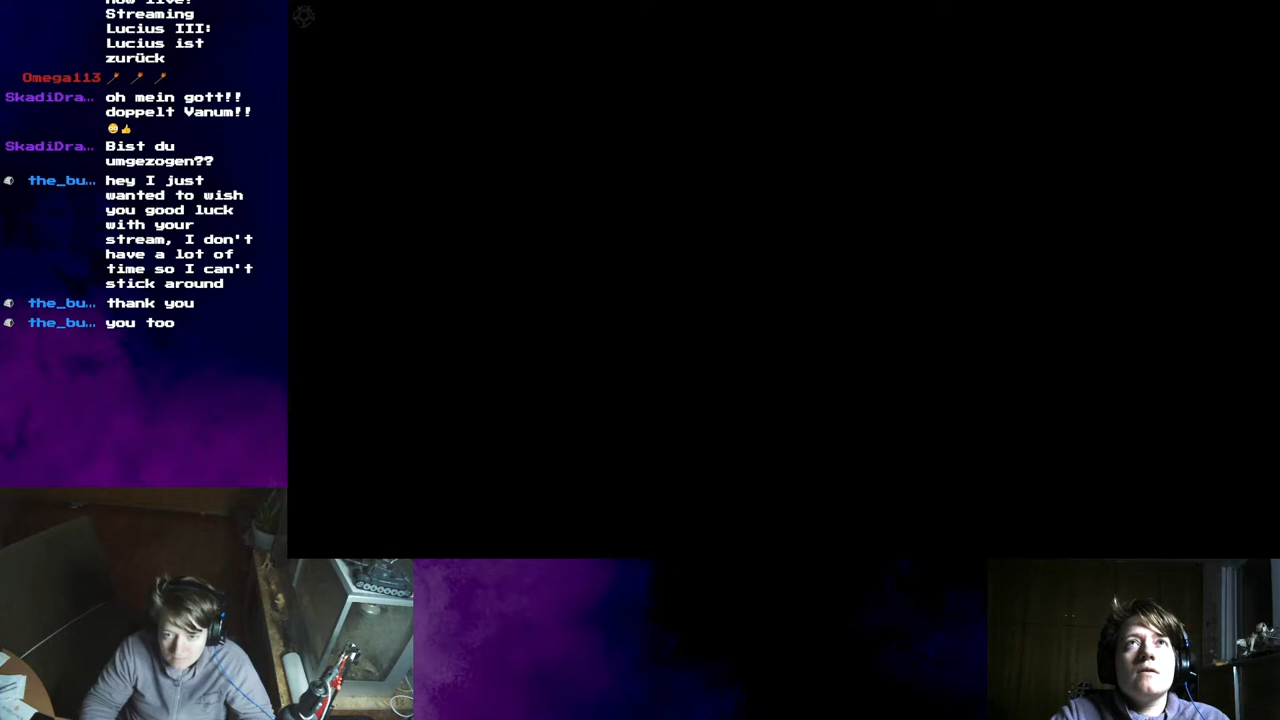 now live!
Streaming
Lucius III:
Lucius ist
zurück
Omega113
SkadiDra... oh mein gott!!
doppelt Vanum!!
SkadiDra... Bist du
umgezogen??
the_bu... hey I just
wanted to wish
you good luck
with your
stream, I don't
have a lot of
time so I can't
stick around
the_bu... thank you
the_bu... you too